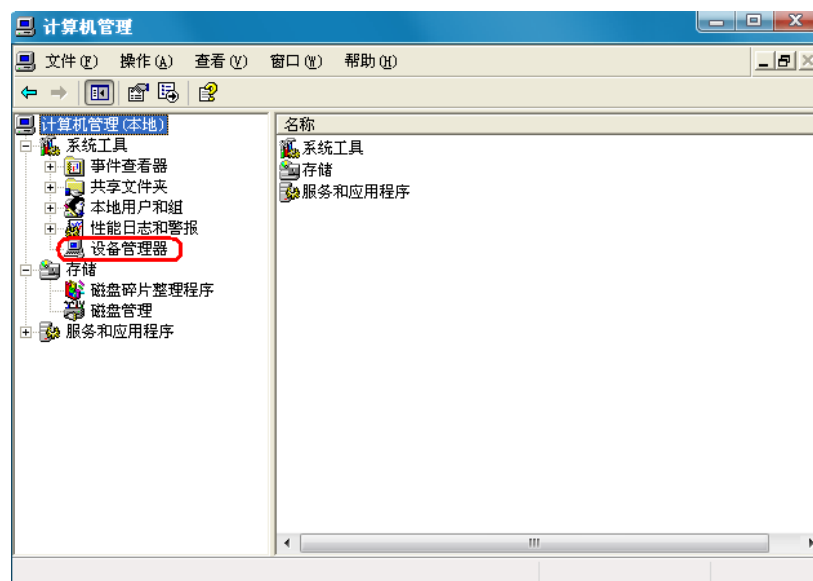 计算机管理
文件(F) 操作(A) 查看(V) 窗口(W) 帮助(H)
计算机管理(本地)
系统工具
事件查看器
共享文件夹
本地用户和组
性能日志和警报
设备管理器
存储
磁盘碎片整理程序
磁盘管理
服务和应用程序
名称
系统工具
存储
服务和应用程序